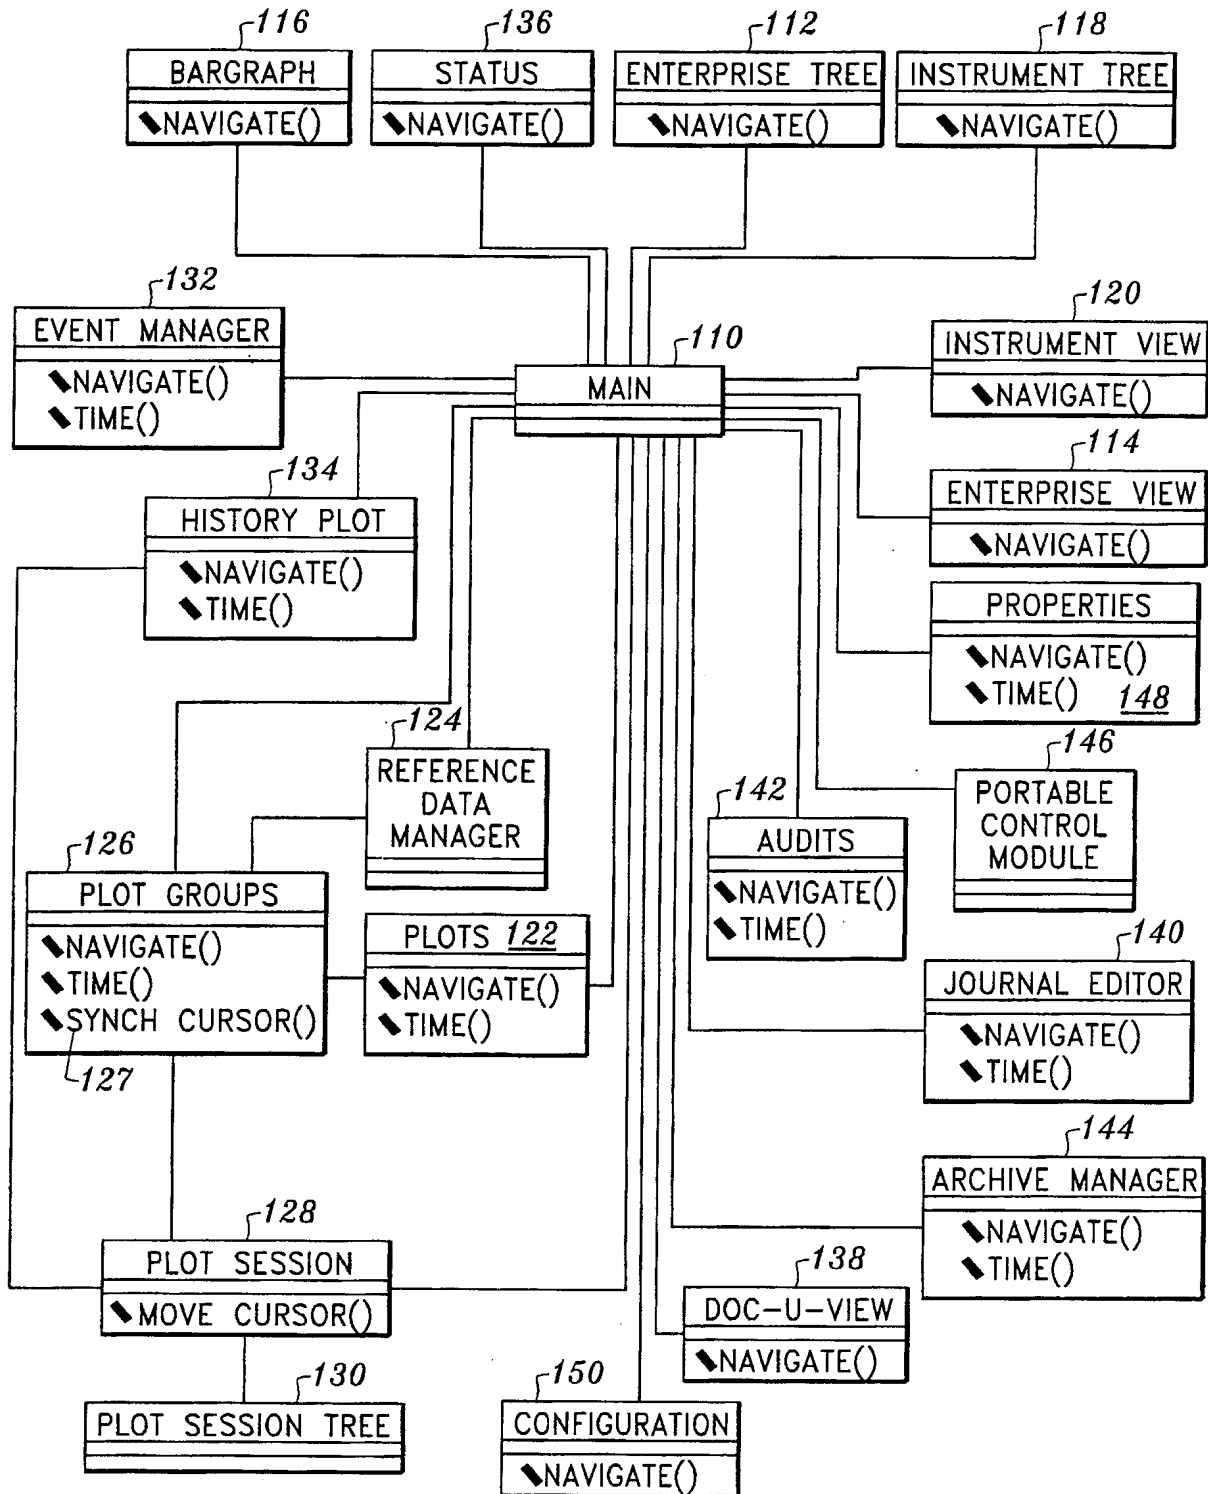 116
136
112
118
BARGRAPH
NAVIGATE()
STATUS
NAVIGATE()
ENTERPRISE TREE
NAVIGATE()
INSTRUMENT TREE
NAVIGATE()
132
EVENT MANAGER
NAVIGATE()
TIME()
110
MAIN
120
INSTRUMENT VIEW
NAVIGATE()
134
HISTORY PLOT
NAVIGATE()
TIME()
114
ENTERPRISE VIEW
NAVIGATE()
PROPERTIES
NAVIGATE()
TIME() 148
124
REFERENCE
DATA
MANAGER
146
PORTABLE
CONTROL
MODULE
142
AUDITS
NAVIGATE()
TIME()
126
PLOT GROUPS
NAVIGATE()
TIME()
SYNCH CURSOR()
127
PLOTS 122
NAVIGATE()
TIME()
140
JOURNAL EDITOR
NAVIGATE()
TIME()
144
ARCHIVE MANAGER
NAVIGATE()
TIME()
128
PLOT SESSION
MOVE CURSOR()
138
DOC-U-VIEW
NAVIGATE()
130
PLOT SESSION TREE
150
CONFIGURATION
NAVIGATE()